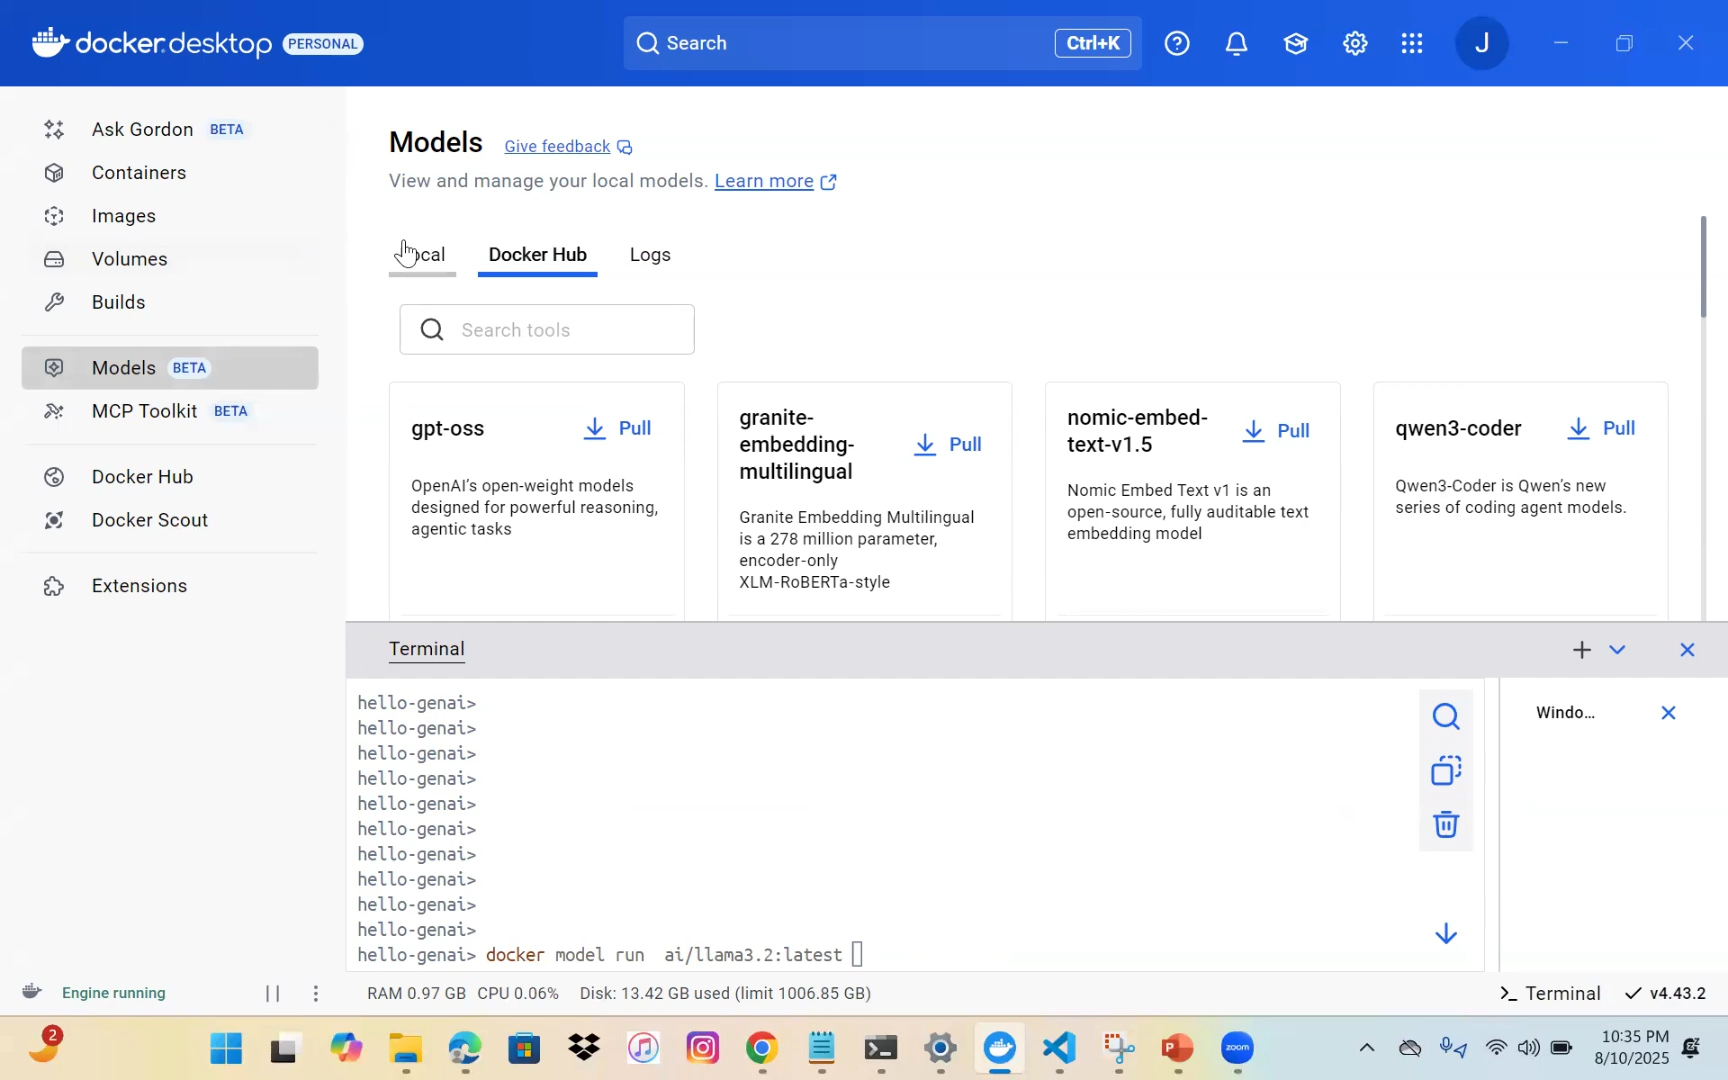 docker.desktop PERSONAL
Search Ctrl+K
J
Ask Gordon BETA
Containers
Images
Volumes
Builds
Models BETA
MCP Toolkit BETA
Docker Hub
Docker Scout
Extensions
Models Give feedback
View and manage your local models. Learn more
Local Docker Hub Logs
Search tools
gpt-oss Pull
OpenAI's open-weight models
designed for powerful reasoning,
agentic tasks
granite-
embedding-
multilingual
Pull
Granite Embedding Multilingual
is a 278 million parameter,
encoder-only
XLM-RoBERTa-style
nomic-embed-
text-v1.5
Pull
Nomic Embed Text v1 is an
open-source, fully auditable text
embedding model
qwen3-coder Pull
Qwen3-Coder is Qwen's new
series of coding agent models.
Terminal
hello-genai>
hello-genai>
hello-genai>
hello-genai>
hello-genai>
hello-genai>
hello-genai>
hello-genai>
hello-genai>
hello-genai>
hello-genai> docker model run  ai/llama3.2:latest
Windo...
Engine running
RAM 0.97 GB CPU 0.06% Disk: 13.42 GB used (limit 1006.85 GB)
>_ Terminal v4.43.2
2
zoom
10:35 PM
8/10/2025